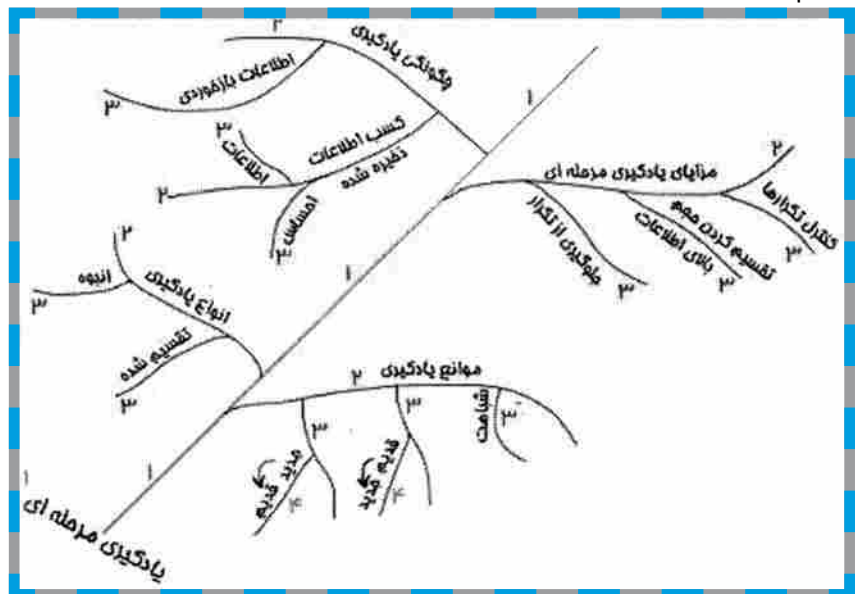 ۲
چگونگی یادگیری
اطلاعات بازخوردی
۳
۱
کسب اطلاعات
ذخیره شده
۳
اطلاعات
۲
احساس
۳
مزایای یادگیری مرحله ای
۲
کنترل تکرارها
۳
تقسیم کردن حجم
بالای اطلاعات
۳
جلوگیری از تکرار
۳
۱
۲
انبوه
۳
انواع یادگیری
تقسیم شده
۳
موانع یادگیری
۲
شباهت
۳
۳
قدیم جدید
۴
۳
جدید قدیم
۴
۱
۱
یادگیری مرحله ای